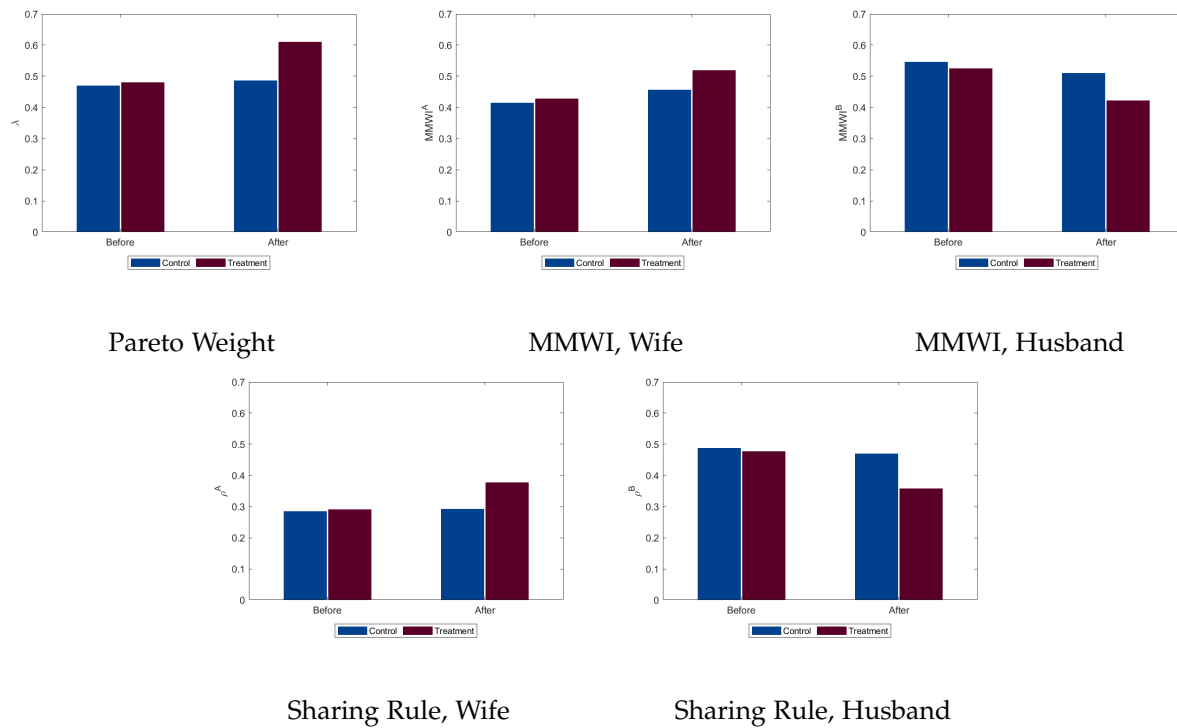 0.7
0.6
0.5
0.4
0.3
0.2
0.1
0
λ
Before
After
Control
Treatment
Pareto Weight
0.7
0.6
0.5
0.4
0.3
0.2
0.1
0
MMWI^A
Before
After
Control
Treatment
MMWI, Wife
0.7
0.6
0.5
0.4
0.3
0.2
0.1
0
MMWI^B
Before
After
Control
Treatment
MMWI, Husband
0.7
0.6
0.5
0.4
0.3
0.2
0.1
0
ρ^A
Before
After
Control
Treatment
Sharing Rule, Wife
0.7
0.6
0.5
0.4
0.3
0.2
0.1
0
ρ^B
Before
After
Control
Treatment
Sharing Rule, Husband